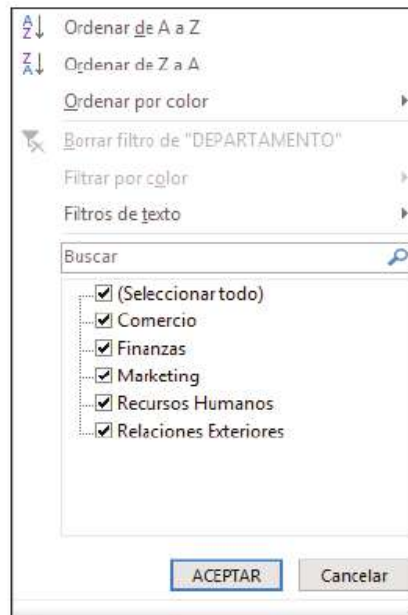 Ordenar de A a Z
Ordenar de Z a A
Ordenar por color
Borrar filtro de "DEPARTAMENTO"
Filtrar por color
Filtros de texto
Buscar
(Seleccionar todo)
Comercio
Finanzas
Marketing
Recursos Humanos
Relaciones Exteriores
ACEPTAR Cancelar